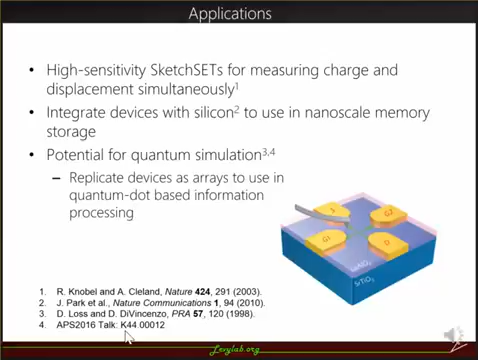 Applications
• High-sensitivity SketchSETs for measuring charge and
displacement simultaneously1
• Integrate devices with silicon2 to use in nanoscale memory
storage
• Potential for quantum simulation3,4
– Replicate devices as arrays to use in
quantum-dot based information
processing
G2
G1
D
LaAlO3
SrTiO3
1. R. Knobel and A. Cleland, Nature 424, 291 (2003).
2. J. Park et al., Nature Communications 1, 94 (2010).
3. D. Loss and D. DiVincenzo, PRA 57, 120 (1998).
4. APS2016 Talk: K44.00012
Levylab.org